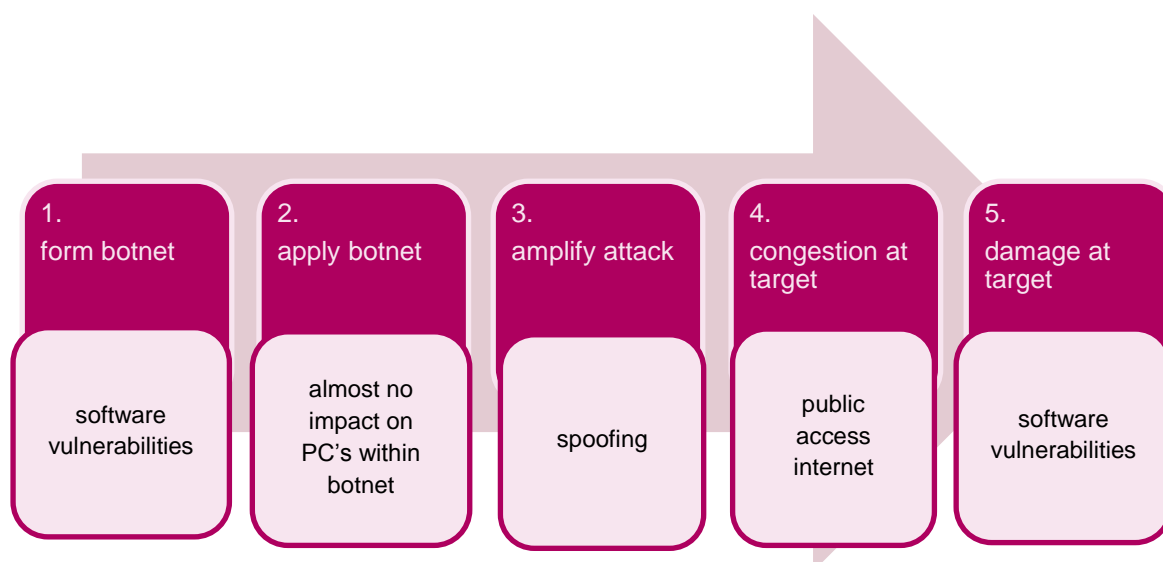 1.
form botnet
2.
apply botnet
3.
amplify attack
4.
congestion at
target
5.
damage at
target
software
vulnerabilities
almost no
impact on
PC’s within
botnet
spoofing
public
access
internet
software
vulnerabilities